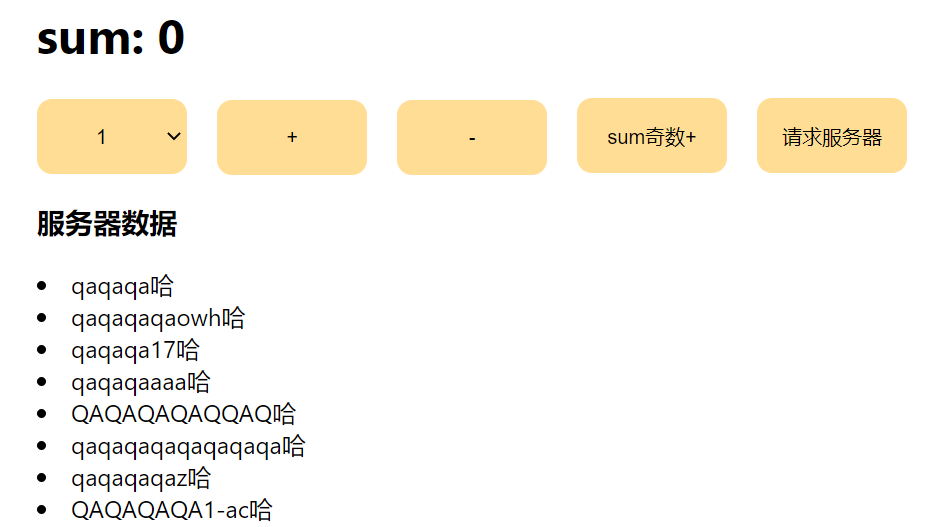 sum: 0
1 + - sum奇数+ 请求服务器
服务器数据
qaqaqa哈
qaqaqaqaowh哈
qaqaqa17哈
qaqaqaaaa哈
QAQAQAQAQQAQ哈
qaqaqaqaqaqaqaqa哈
qaqaqaqaz哈
QAQAQAQA1-ac哈